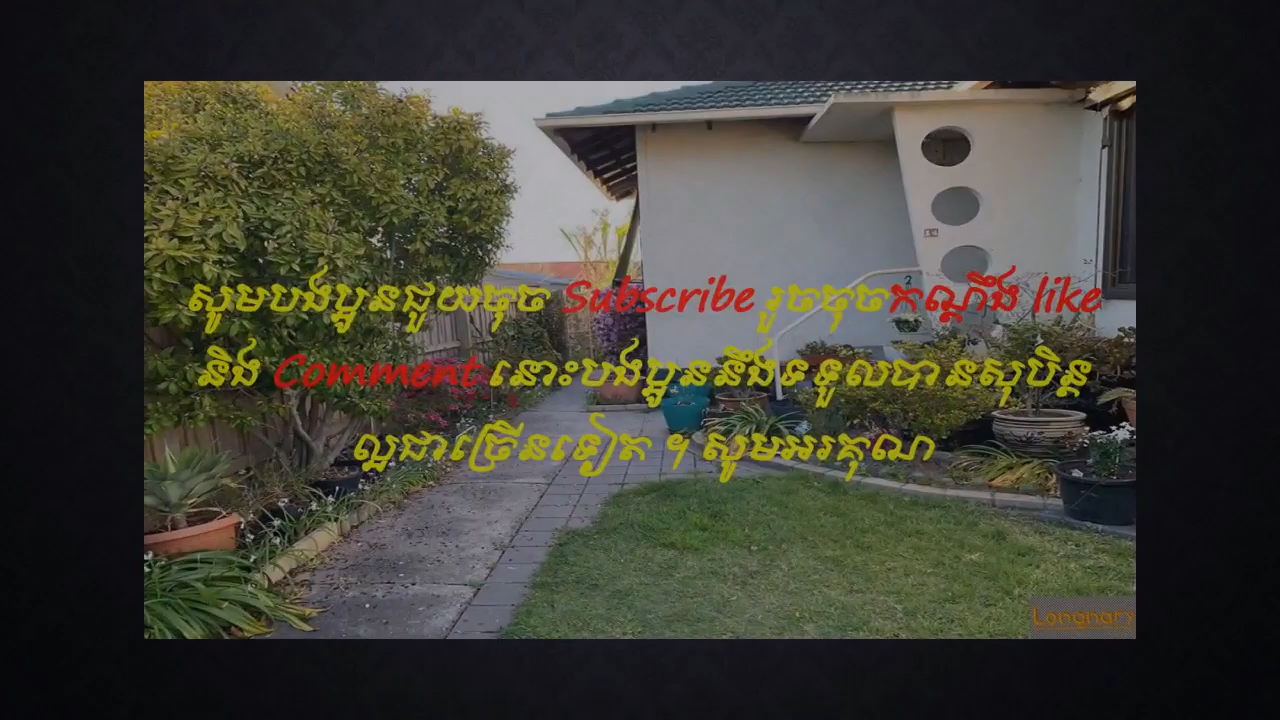 សូមបងប្អូនជួយចុច Subscribe រួចចុចកណ្ដឹង like
និង Comment នោះបងប្អូននឹងទទួលបានសុបិន្ត
ល្អជាច្រើនទៀត ។ សូមអរគុណ
Longnary